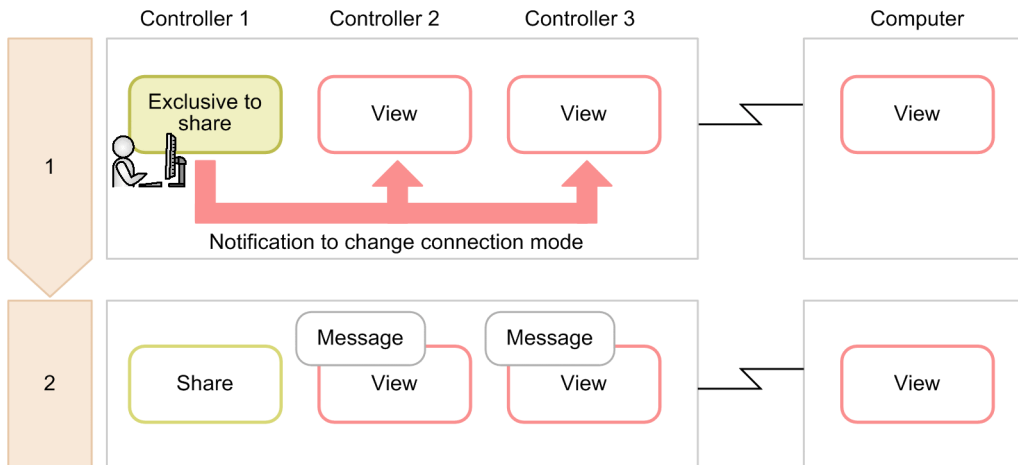 Controller 1 Controller 2 Controller 3 Computer
1
Exclusive to
share
View
View
View
Notification to change connection mode
2
Share
Message
View
Message
View
View